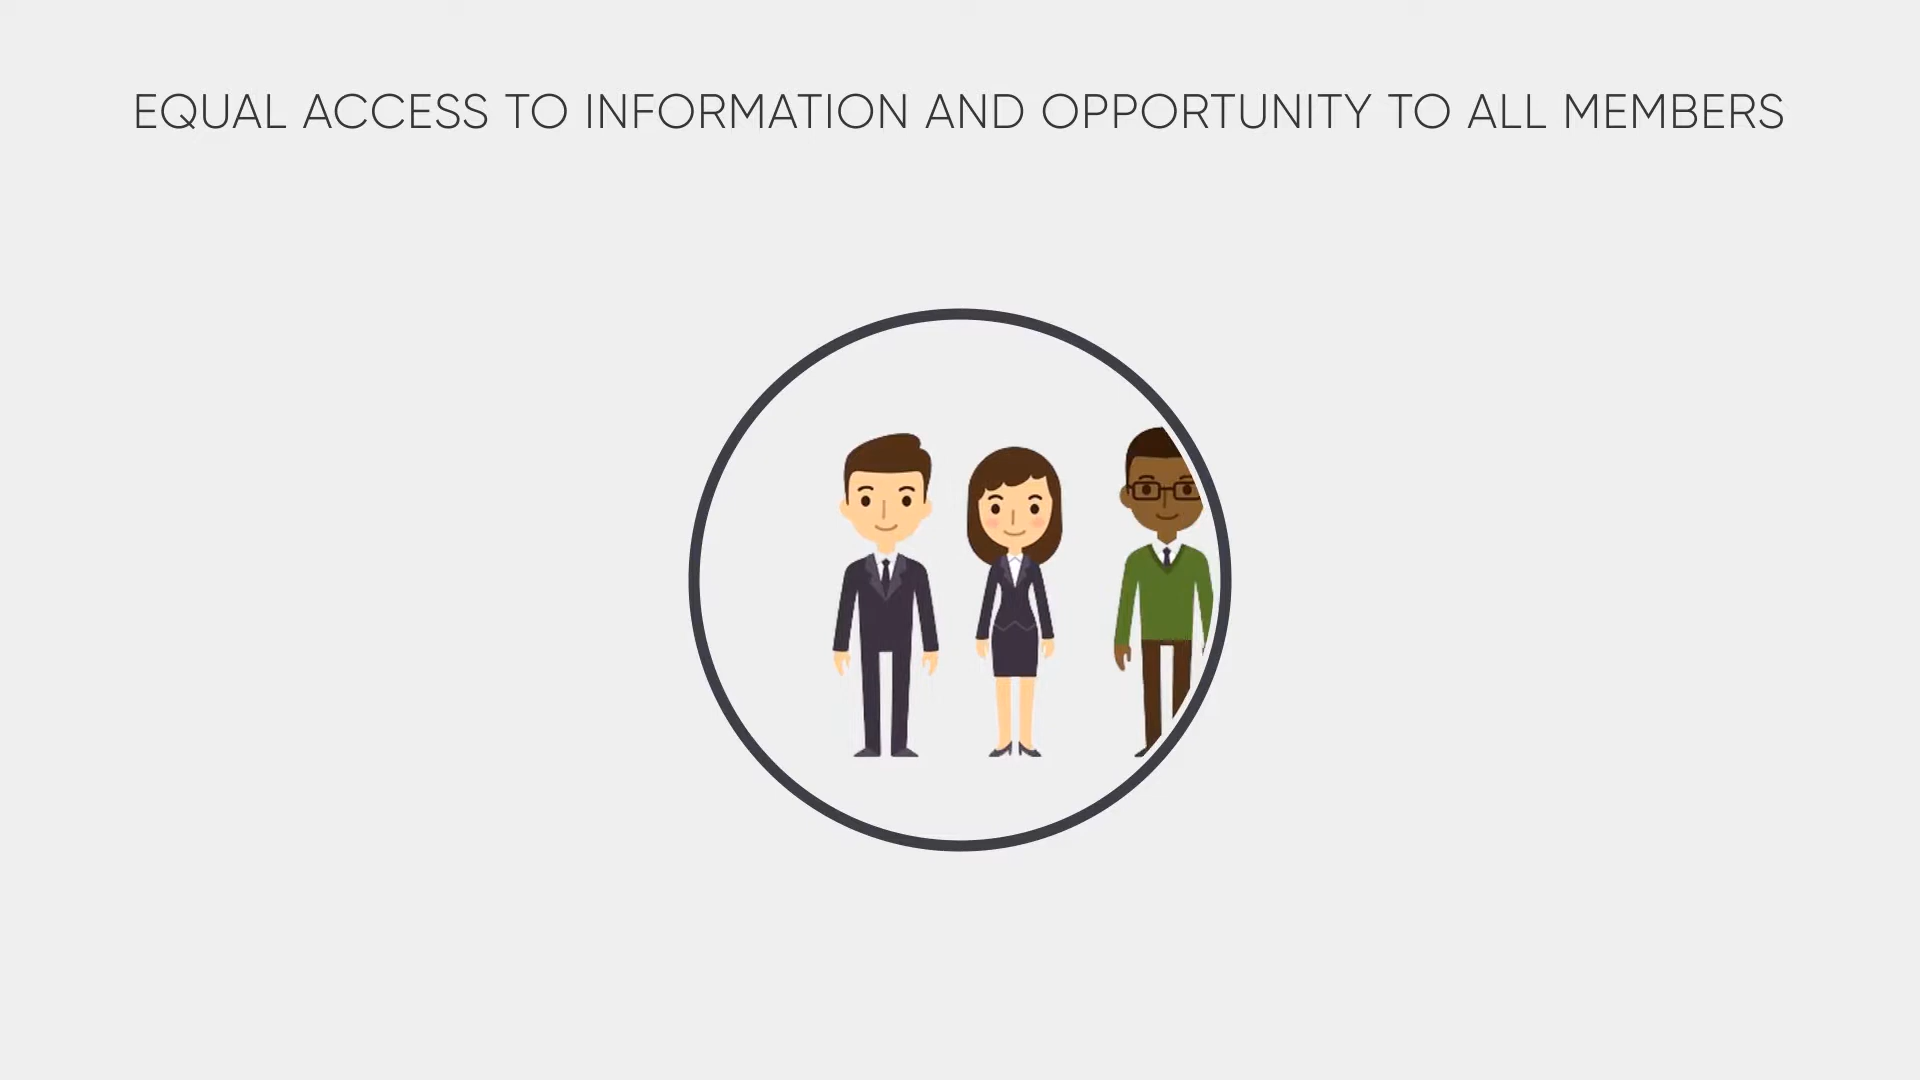 EQUAL ACCESS TO INFORMATION AND OPPORTUNITY TO ALL MEMBERS